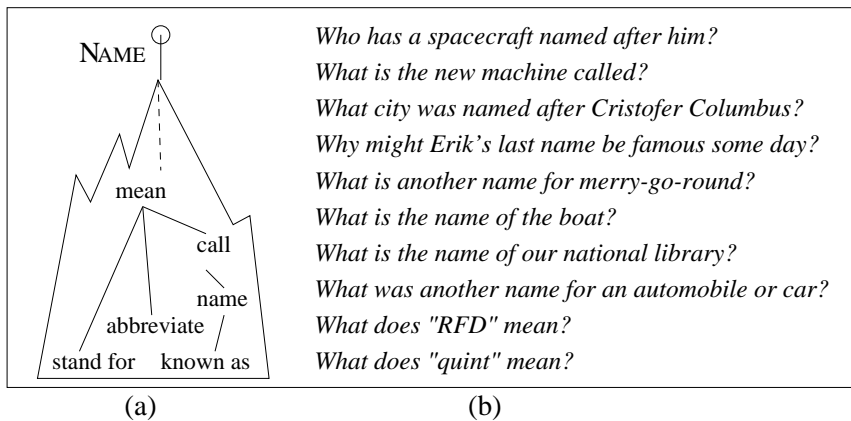 NAME
mean
call
name
abbreviate
stand for known as
Who has a spacecraft named after him?
What is the new machine called?
What city was named after Cristofer Columbus?
Why might Erik's last name be famous some day?
What is another name for merry-go-round?
What is the name of the boat?
What is the name of our national library?
What was another name for an automobile or car?
What does "RFD" mean?
What does "quint" mean?
(a) (b)